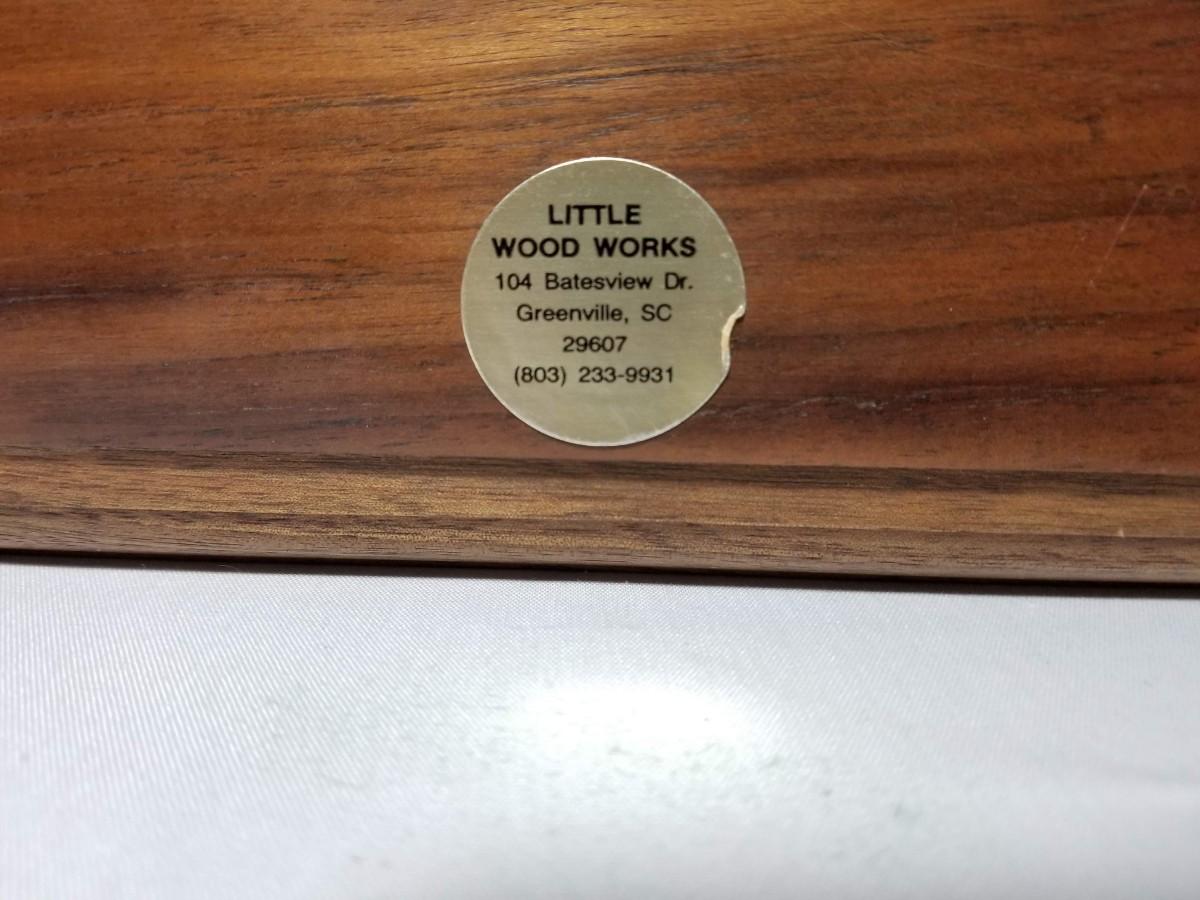 LITTLE
WOOD WORKS
104 Batesview Dr.
Greenville, SC
29607
(803) 233-9931